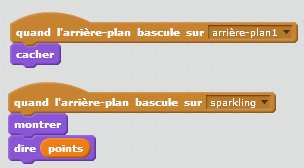 quand l'arrière-plan bascule sur arrière-plan1
cacher
quand l'arrière-plan bascule sur sparkling
montrer
dire points